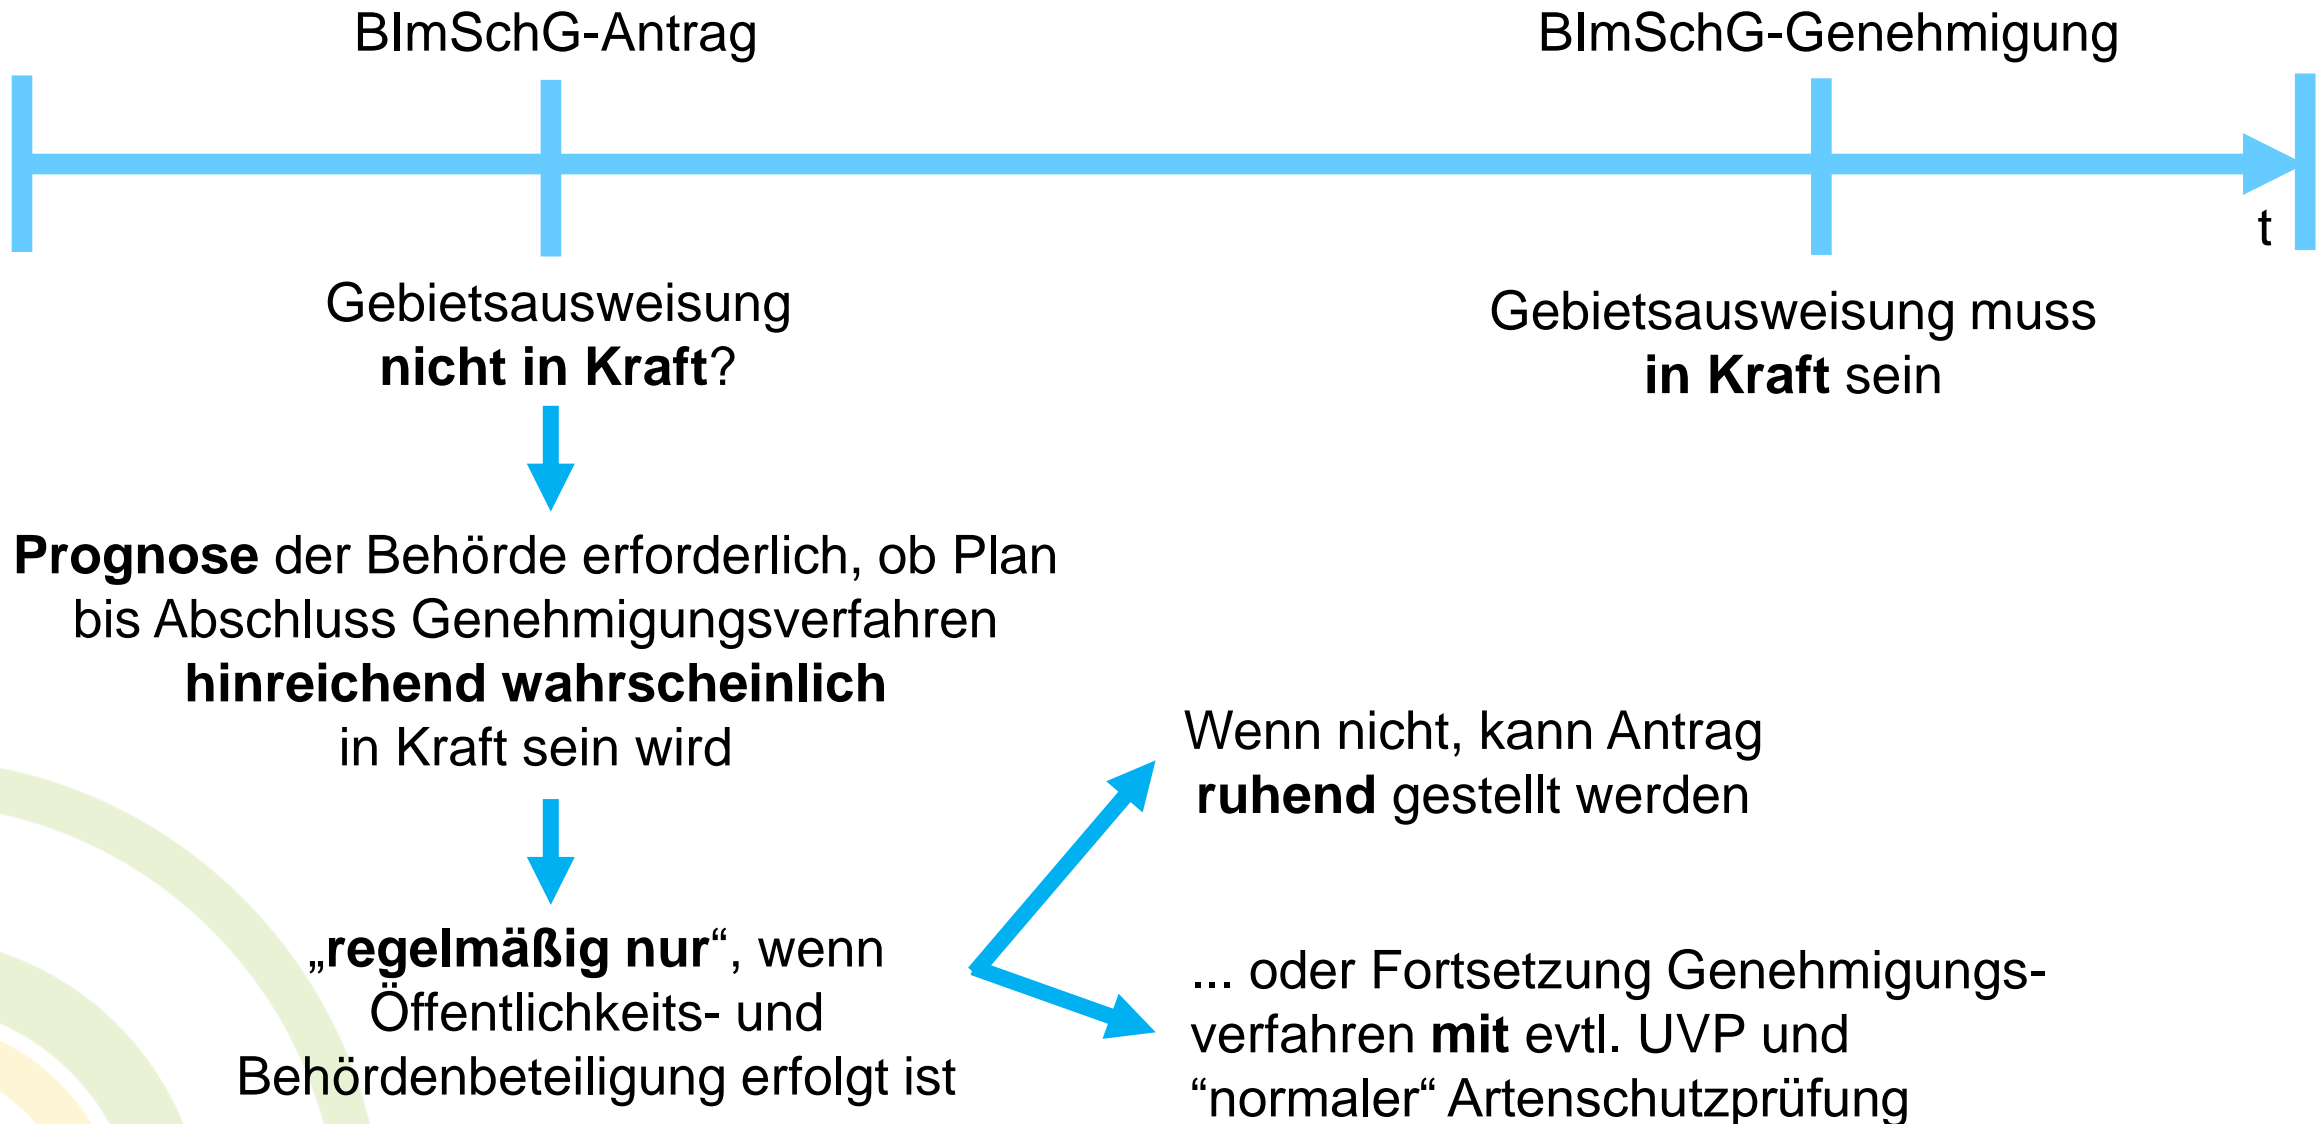 BImSchG-Antrag
BImSchG-Genehmigung
t
Gebietsausweisung
nicht in Kraft?
Gebietsausweisung muss
in Kraft sein
Prognose der Behörde erforderlich, ob Plan
bis Abschluss Genehmigungsverfahren
hinreichend wahrscheinlich
in Kraft sein wird
„regelmäßig nur“, wenn
Öffentlichkeits- und
Behördenbeteiligung erfolgt ist
Wenn nicht, kann Antrag
ruhend gestellt werden
... oder Fortsetzung Genehmigungs-
verfahren mit evtl. UVP und
“normaler“ Artenschutzprüfung